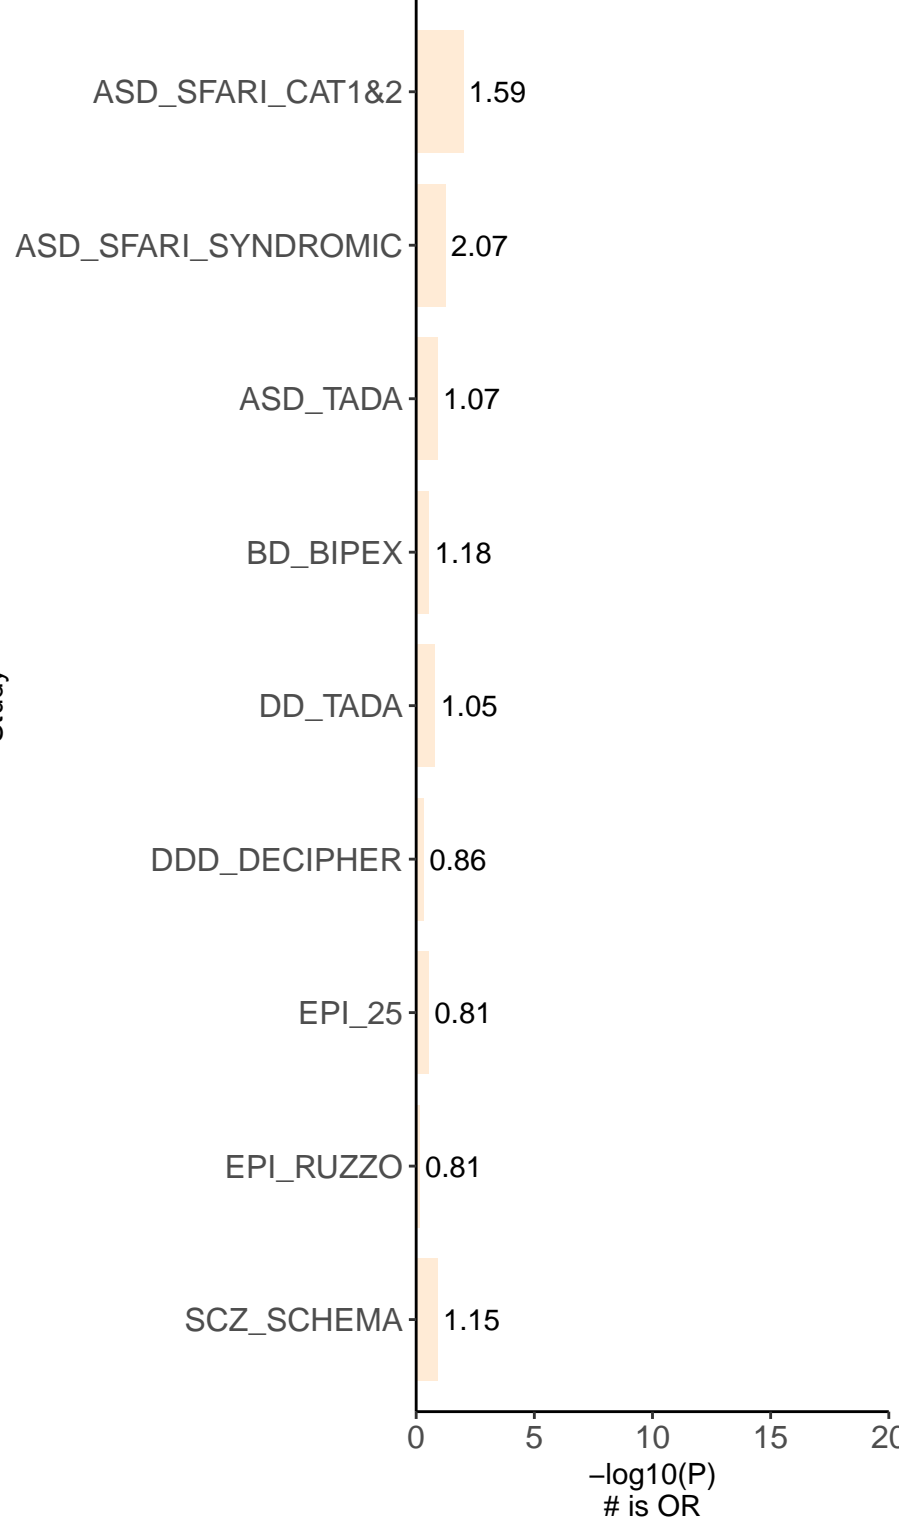 ASD_SFARI_CAT1&2 1.59
ASD_SFARI_SYNDROMIC 2.07
ASD_TADA 1.07
BD_BIPEX 1.18
DD_TADA 1.05
DDD_DECIPHER 0.86
EPI_25 0.81
EPI_RUZZO 0.81
SCZ_SCHEMA 1.15
0 5 10 15 20
–log10(P)
# is OR